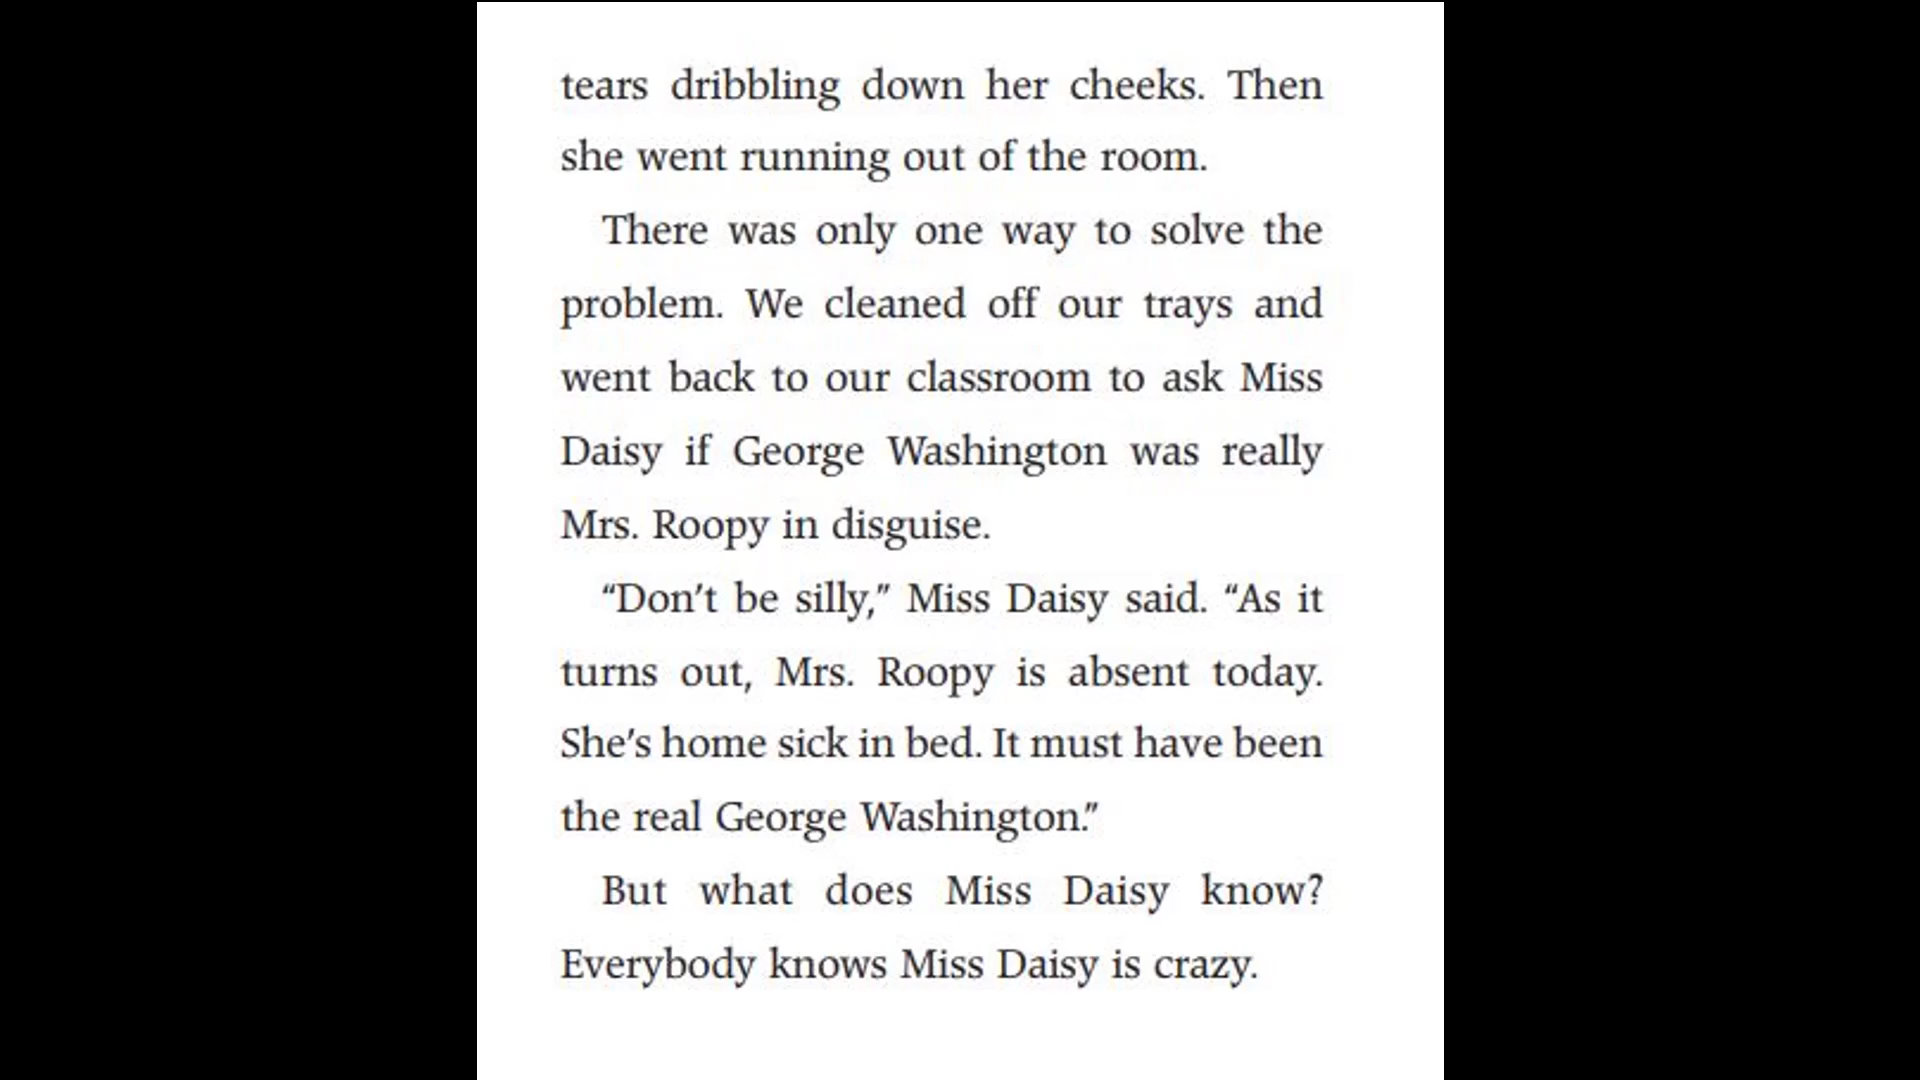 tears dribbling down her cheeks. Then
she went running out of the room.
There was only one way to solve the
problem. We cleaned off our trays and
went back to our classroom to ask Miss
Daisy if George Washington was really
Mrs. Roopy in disguise.
“Don’t be silly,” Miss Daisy said. “As it
turns out, Mrs. Roopy is absent today.
She’s home sick in bed. It must have been
the real George Washington.”
But what does Miss Daisy know?
Everybody knows Miss Daisy is crazy.